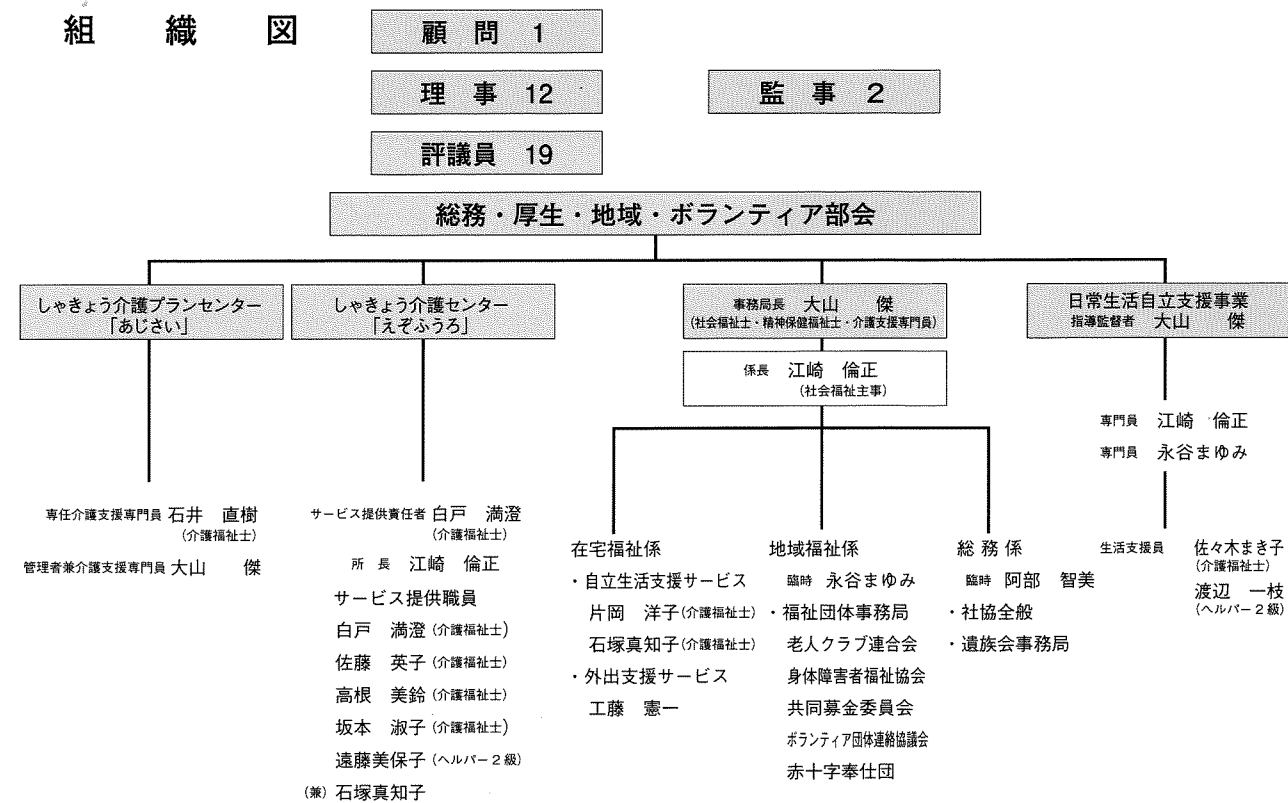 組織図
顧問 1
理事 12
監事 2
評議員 19
総務・厚生・地域・ボランティア部会
しゃきょう介護プランセンター
「あじさい」
専任介護支援専門員 石井 直樹
(介護福祉士)
管理者兼介護支援専門員 大山 傑
しゃきょう介護センター
「えぞふうろ」
サービス提供責任者 白戸 満澄
(介護福祉士)
所長 江崎 倫正
サービス提供職員
白戸 満澄 (介護福祉士)
佐藤 英子 (介護福祉士)
高根 美鈴 (介護福祉士)
坂本 淑子 (介護福祉士)
遠藤美保子 (ヘルパー2級)
(兼) 石塚真知子
事務局長 大山 傑
(社会福祉士・精神保健福祉士・介護支援専門員)
係長 江崎 倫正
(社会福祉主事)
在宅福祉係
・自立生活支援サービス
片岡 洋子 (介護福祉士)
石塚真知子 (介護福祉士)
・外出支援サービス
工藤 憲一
地域福祉係
臨時 永谷まゆみ
・福祉団体事務局
老人クラブ連合会
身体障害者福祉協会
共同募金委員会
ボランティア団体連絡協議会
赤十字奉仕団
総務係
臨時 阿部 智美
・社協全般
・遺族会事務局
日常生活自立支援事業
指導監督者 大山 傑
専門員 江崎 倫正
専門員 永谷まゆみ
生活支援員 佐々木まき子
(介護福祉士)
渡辺 一枝
(ヘルパー2級)